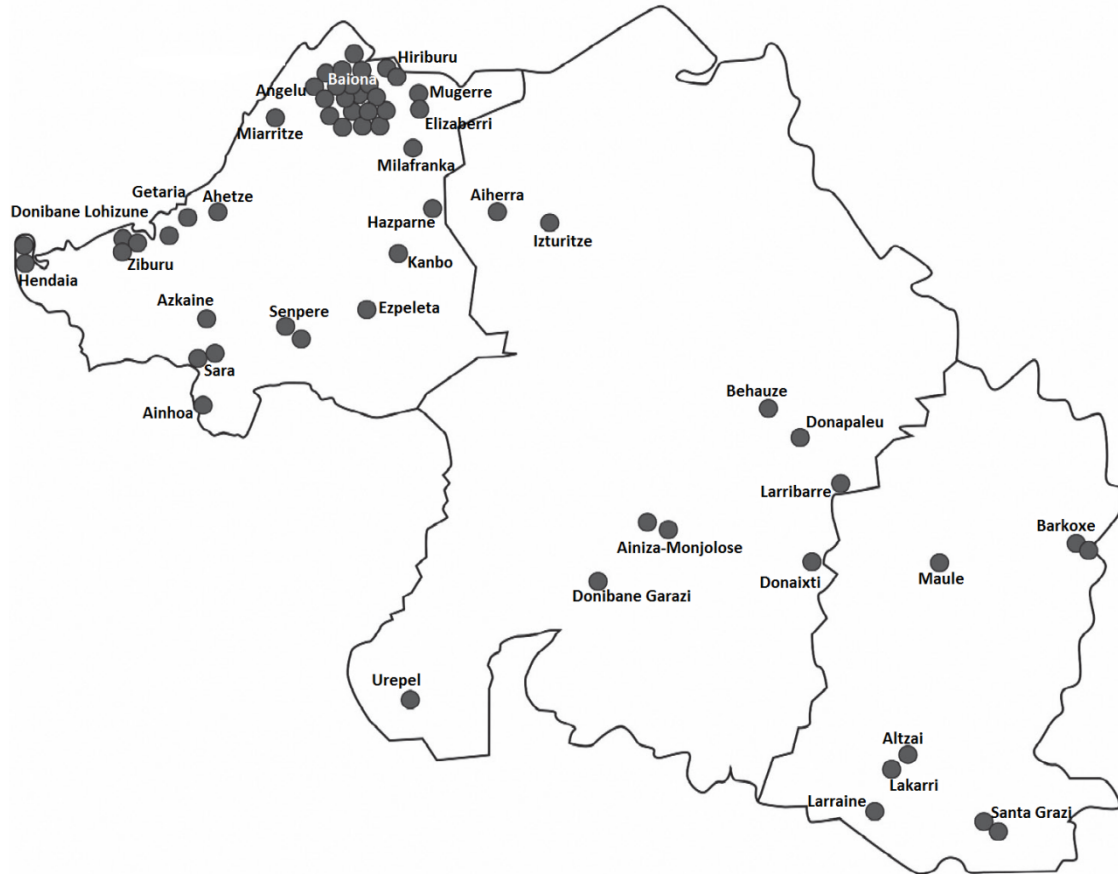 Hiriburu
Baiona
Angelu
Mugerre
Elizaberri
Miarritze
Milafranka
Getaria
Ahetze
Aiherra
Donibane Lohizune
Hazparne
Izturitze
Ziburu
Kanbo
Hendaia
Azkaine
Senpere
Ezpeleta
Sara
Ainhoa
Behauze
Donapaleu
Larribarre
Barkoxe
Ainiza-Monjolose
Donaixti
Maule
Donibane Garazi
Urepel
Altzai
Lakarri
Larraine
Santa Grazi